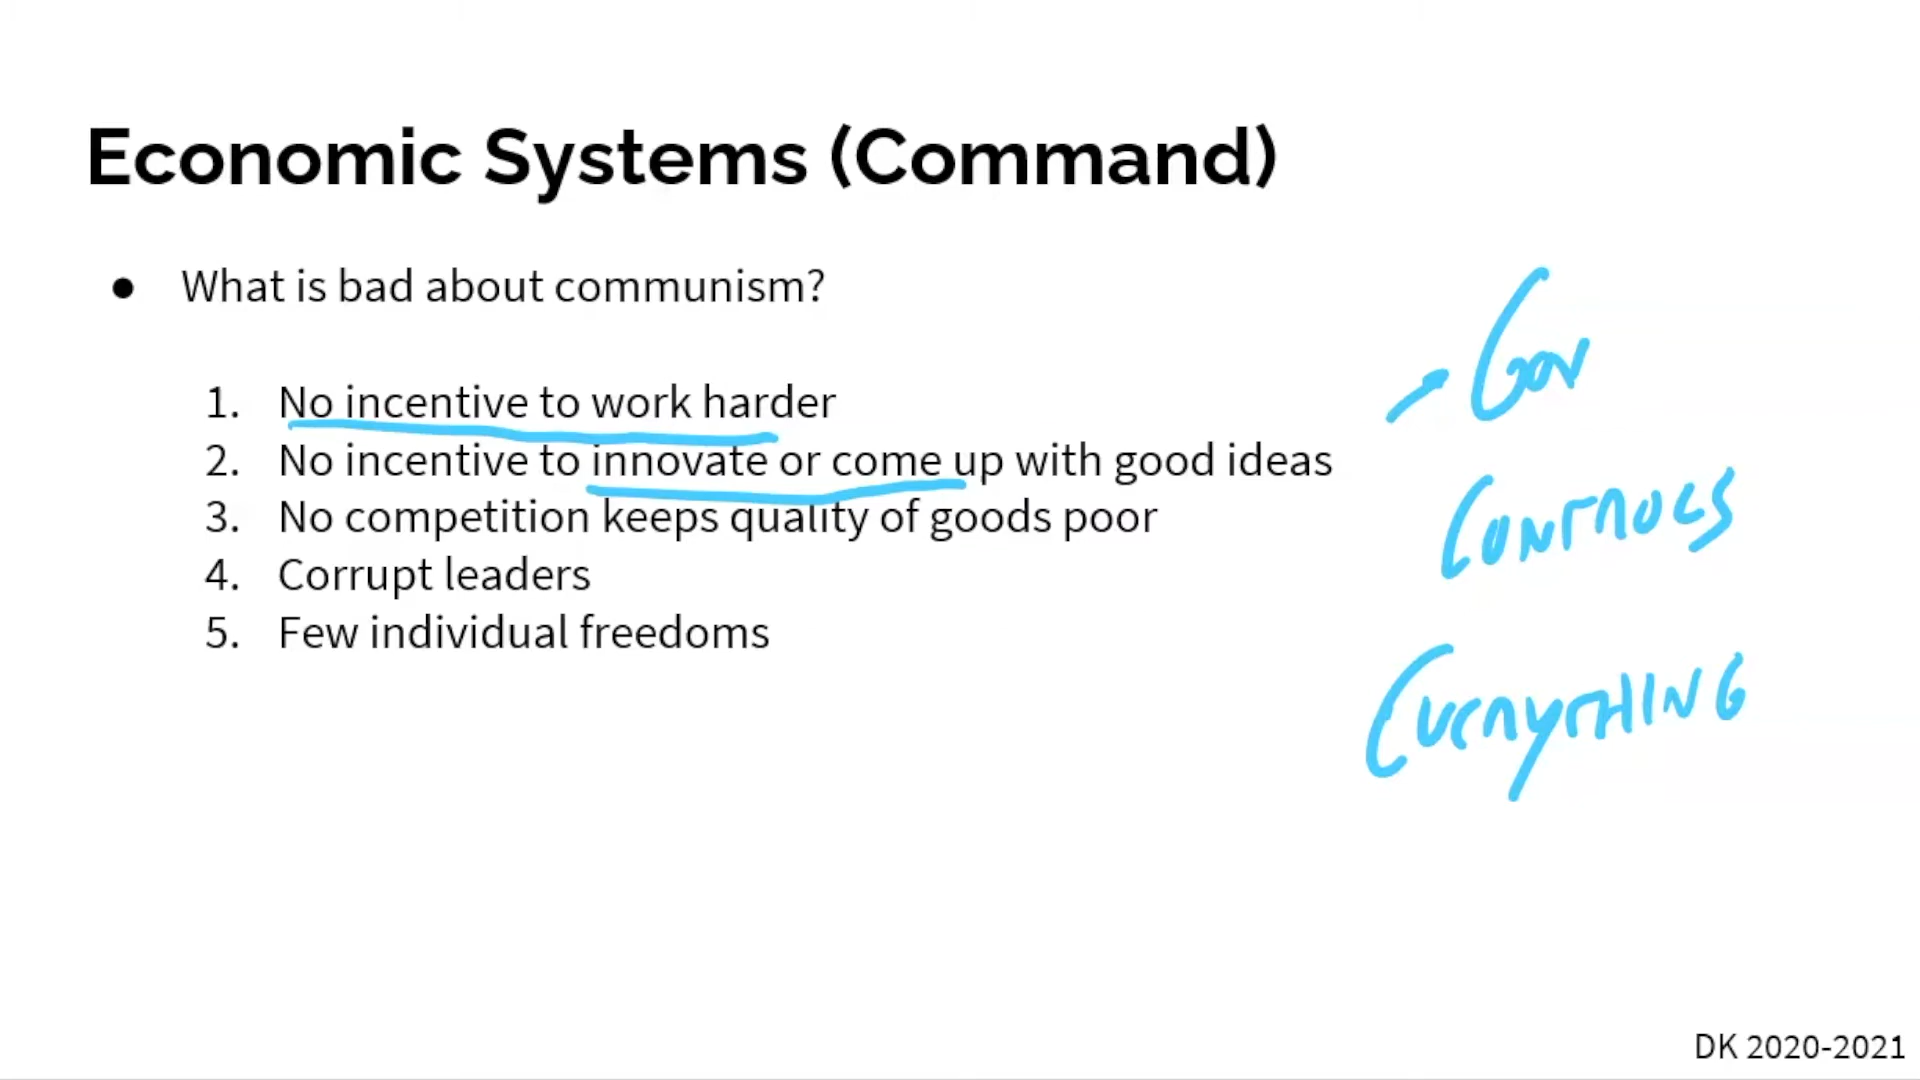 Economic Systems (Command)
● What is bad about communism?
1. No incentive to work harder
2. No incentive to innovate or come up with good ideas
3. No competition keeps quality of goods poor
4. Corrupt leaders
5. Few individual freedoms
- Gov
CONTROLS
EVERYTHING
DK 2020-2021